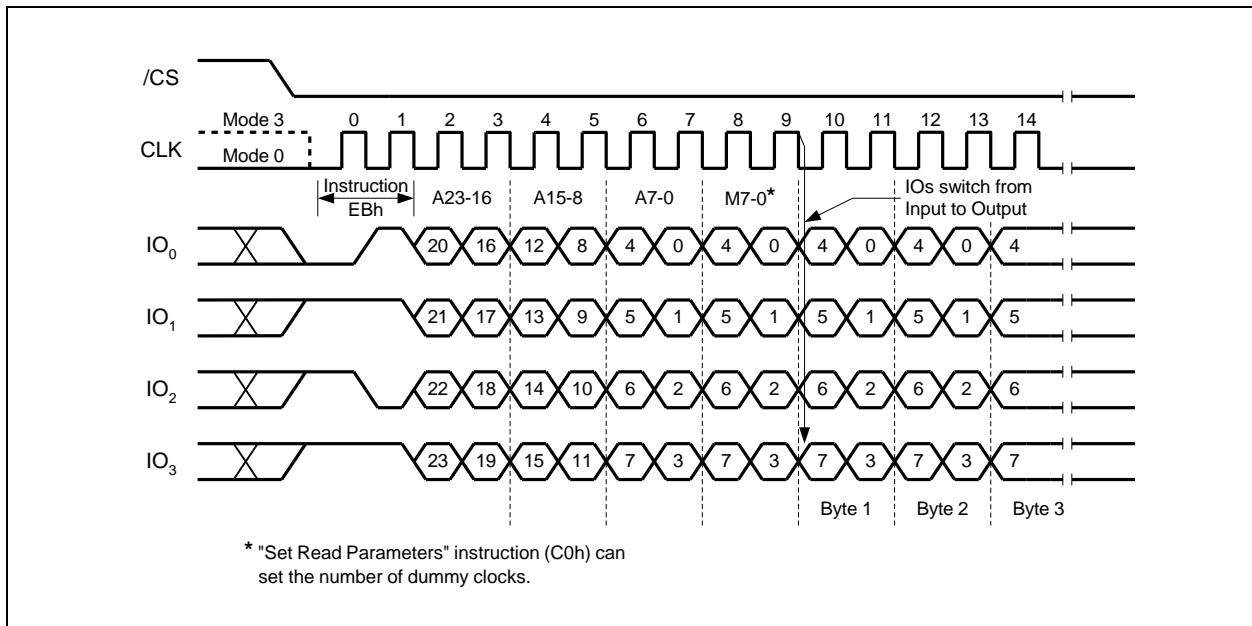 /CS
Mode 3 0 1 2 3 4 5 6 7 8 9 10 11 12 13 14
CLK
Mode 0
Instruction A23-16 A15-8 A7-0 M7-0* IOs switch from
EBh Input to Output
IO0 20 16 12 8 4 0 4 0 4 0 4 0 4
IO1 21 17 13 9 5 1 5 1 5 1 5 1 5
IO2 22 18 14 10 6 2 6 2 6 2 6 2 6
IO3 23 19 15 11 7 3 7 3 7 3 7 3 7
Byte 1 Byte 2 Byte 3
* "Set Read Parameters" instruction (C0h) can
set the number of dummy clocks.